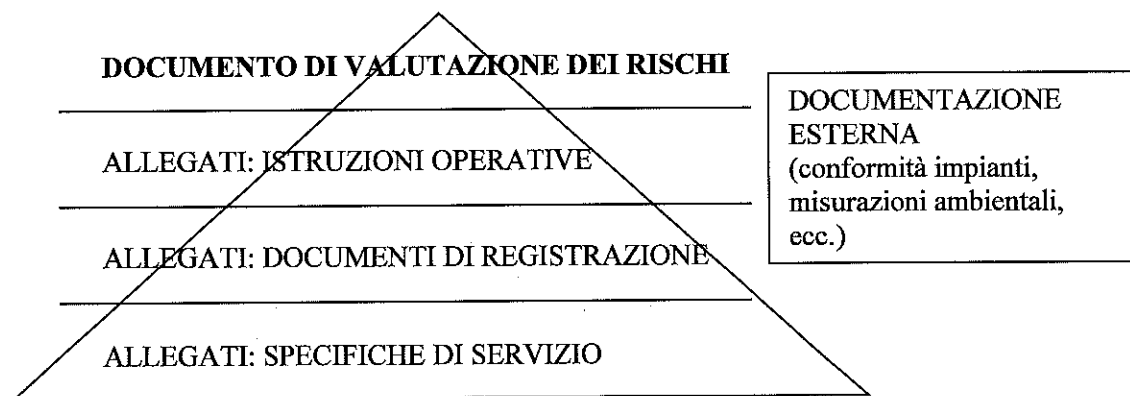 DOCUMENTO DI VALUTAZIONE DEI RISCHI
ALLEGATI: ISTRUZIONI OPERATIVE
ALLEGATI: DOCUMENTI DI REGISTRAZIONE
ALLEGATI: SPECIFICHE DI SERVIZIO
DOCUMENTAZIONE
ESTERNA
(conformità impianti,
misurazioni ambientali,
ecc.)